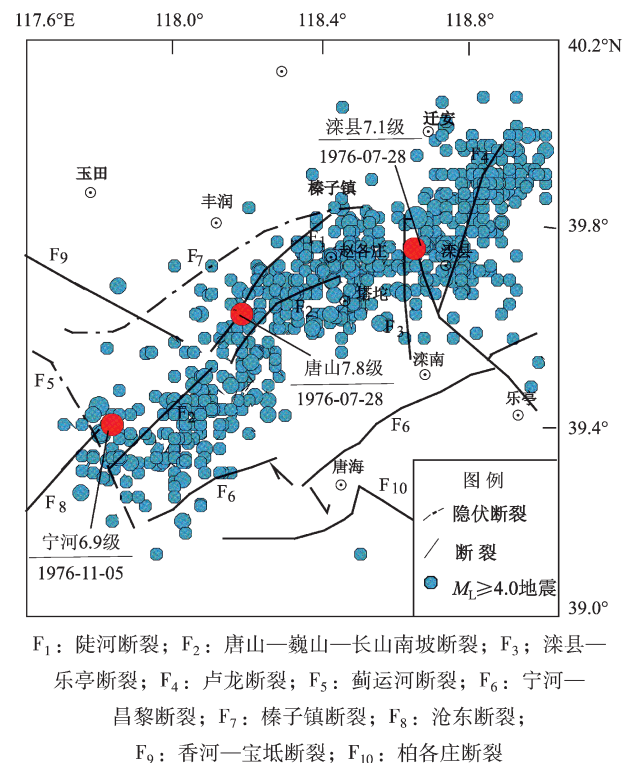 117.6°E 118.0° 118.4° 118.8°
40.2°N
滦县7.1级
1976-07-28
迁安
F4
玉田
榛子镇
丰润
39.8°
F9
F7
赵各庄
滦县
F2
F3
唐山7.8级
1976-07-28
滦南
F5
乐亭
F2
F6
39.4°
唐海
F6
F10
F8
宁河6.9级
1976-11-05
图例
隐伏断裂
断裂
ML≥4.0地震
39.0°
F1：陡河断裂；F2：唐山—巍山—长山南坡断裂；F3；滦县—
乐亭断裂；F4：卢龙断裂；F5：蓟运河断裂；F6：宁河—
昌黎断裂；F7：榛子镇断裂；F8：沧东断裂；
F9：香河—宝坻断裂；F10：柏各庄断裂